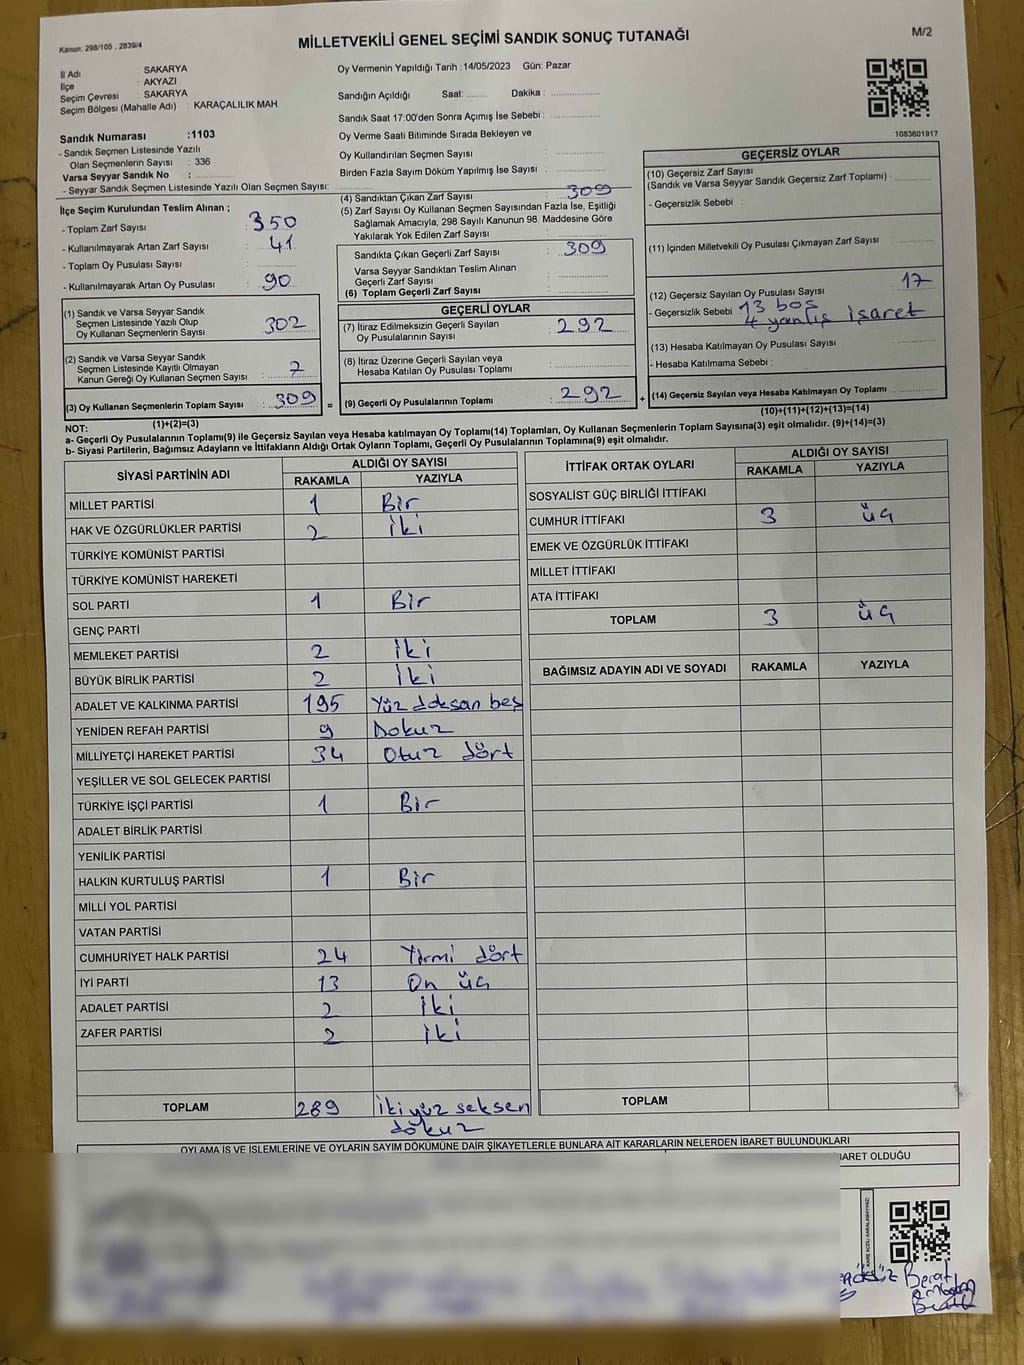 Kanun: 298/105 , 2839/4
MİLLETVEKİLİ GENEL SEÇİMİ SANDIK SONUÇ TUTANAĞI
M/2
İl Adı : SAKARYA
İlçe : AKYAZI
Seçim Çevresi : SAKARYA
Seçim Bölgesi (Mahalle Adı) : KARAÇALILIK MAH.
Sandık Numarası :1103
- Sandık Seçmen Listesinde Yazılı
Olan Seçmenlerin Sayısı : 336
Varsa Seyyar Sandık No :
- Seyyar Sandık Seçmen Listesinde Yazılı Olan Seçmen Sayısı:
Oy Vermenin Yapıldığı Tarih :14/05/2023 Gün: Pazar
Sandığın Açıldığı Saat: Dakika :
Sandık Saat 17:00'den Sonra Açımış İse Sebebi :
Oy Verme Saati Bitiminde Sırada Bekleyen ve
Oy Kullandırılan Seçmen Sayısı :
Birden Fazla Sayım Döküm Yapılmış İse Sayısı :
1083601917
İlçe Seçim Kurulundan Teslim Alınan ;
- Toplam Zarf Sayısı : 350
- Kullanılmayarak Artan Zarf Sayısı : 41
- Toplam Oy Pusulası Sayısı :
- Kullanılmayarak Artan Oy Pusulası : 90
(1) Sandık ve Varsa Seyyar Sandık
Seçmen Listesinde Yazılı Olup
Oy Kullanan Seçmenlerin Sayısı : 302
(2) Sandık ve Varsa Seyyar Sandık
Seçmen Listesinde Kayıtlı Olmayan
Kanun Gereği Oy Kullanan Seçmen Sayısı : 7
(3) Oy Kullanan Seçmenlerin Toplam Sayısı : 309 =
(1)+(2)=(3)
(4) Sandıktan Çıkan Zarf Sayısı : 309
(5) Zarf Sayısı Oy Kullanan Seçmen Sayısından Fazla İse, Eşitliği
Sağlamak Amacıyla, 298 Sayılı Kanunun 98. Maddesine Göre
Yakılarak Yok Edilen Zarf Sayısı :
Sandıkta Çıkan Geçerli Zarf Sayısı : 309
Varsa Seyyar Sandıktan Teslim Alınan
Geçerli Zarf Sayısı :
(6) Toplam Geçerli Zarf Sayısı :
GEÇERLİ OYLAR
(7) İtiraz Edilmeksizin Geçerli Sayılan
Oy Pusulalarının Sayısı : 292
(8) İtiraz Üzerine Geçerli Sayılan veya
Hesaba Katılan Oy Pusulası Toplamı :
(9) Geçerli Oy Pusulalarının Toplamı : 292 +
GEÇERSİZ OYLAR
(10) Geçersiz Zarf Sayısı
(Sandık ve Varsa Seyyar Sandık Geçersiz Zarf Toplamı) :
- Geçersizlik Sebebi :
(11) İçinden Milletvekili Oy Pusulası Çıkmayan Zarf Sayısı :
(12) Geçersiz Sayılan Oy Pusulası Sayısı : 17
- Geçersizlik Sebebi : 13 boş
4 yanlış işaret
(13) Hesaba Katılmayan Oy Pusulası Sayısı :
- Hesaba Katılmama Sebebi :
(14) Geçersiz Sayılan veya Hesaba Katılmayan Oy Toplamı :
(10)+(11)+(12)+(13)=(14)
NOT:
a- Geçerli Oy Pusulalarının Toplamı(9) ile Geçersiz Sayılan veya Hesaba katılmayan Oy Toplamı(14) Toplamları, Oy Kullanan Seçmenlerin Toplam Sayısına(3) eşit olmalıdır. (9)+(14)=(3)
b- Siyasi Partilerin, Bağımsız Adayların ve İttifakların Aldığı Ortak Oyların Toplamı, Geçerli Oy Pusulalarının Toplamına(9) eşit olmalıdır.
SİYASİ PARTİNİN ADI ALDIĞI OY SAYISI
RAKAMLA YAZIYLA
MİLLET PARTİSİ 1 Bir
HAK VE ÖZGÜRLÜKLER PARTİSİ 2 iki
TÜRKİYE KOMÜNİST PARTİSİ
TÜRKİYE KOMÜNİST HAREKETİ
SOL PARTİ 1 Bir
GENÇ PARTİ
MEMLEKET PARTİSİ 2 iki
BÜYÜK BİRLİK PARTİSİ 2 iki
ADALET VE KALKINMA PARTİSİ 195 Yüz doksan beş
YENİDEN REFAH PARTİSİ 9 Dokuz
MİLLİYETÇİ HAREKET PARTİSİ 34 Otuz dört
YEŞİLLER VE SOL GELECEK PARTİSİ
TÜRKİYE İŞÇİ PARTİSİ 1 Bir
ADALET BİRLİK PARTİSİ
YENİLİK PARTİSİ
HALKIN KURTULUŞ PARTİSİ 1 Bir
MİLLİ YOL PARTİSİ
VATAN PARTİSİ
CUMHURİYET HALK PARTİSİ 24 Yirmi dört
İYİ PARTİ 13 On üç
ADALET PARTİSİ 2 iki
ZAFER PARTİSİ 2 iki
TOPLAM 289 ikiyüz seksen
dokuz
İTTİFAK ORTAK OYLARI ALDIĞI OY SAYISI
RAKAMLA YAZIYLA
SOSYALİST GÜÇ BİRLİĞİ İTTİFAKI
CUMHUR İTTİFAKI 3 üç
EMEK VE ÖZGÜRLÜK İTTİFAKI
MİLLET İTTİFAKI
ATA İTTİFAKI
TOPLAM 3 üç
BAĞIMSIZ ADAYIN ADI VE SOYADI RAKAMLA YAZIYLA
TOPLAM
OYLAMA İŞ VE İŞLEMLERİNE VE OYLARIN SAYIM DÖKÜMÜNE DAİR ŞİKAYETLERLE BUNLARA AİT KARARLARIN NELERDEN İBARET BULUNDUKLARI
İBARET OLDUĞU
KARE KODU KARALAMAYINIZ
Berat